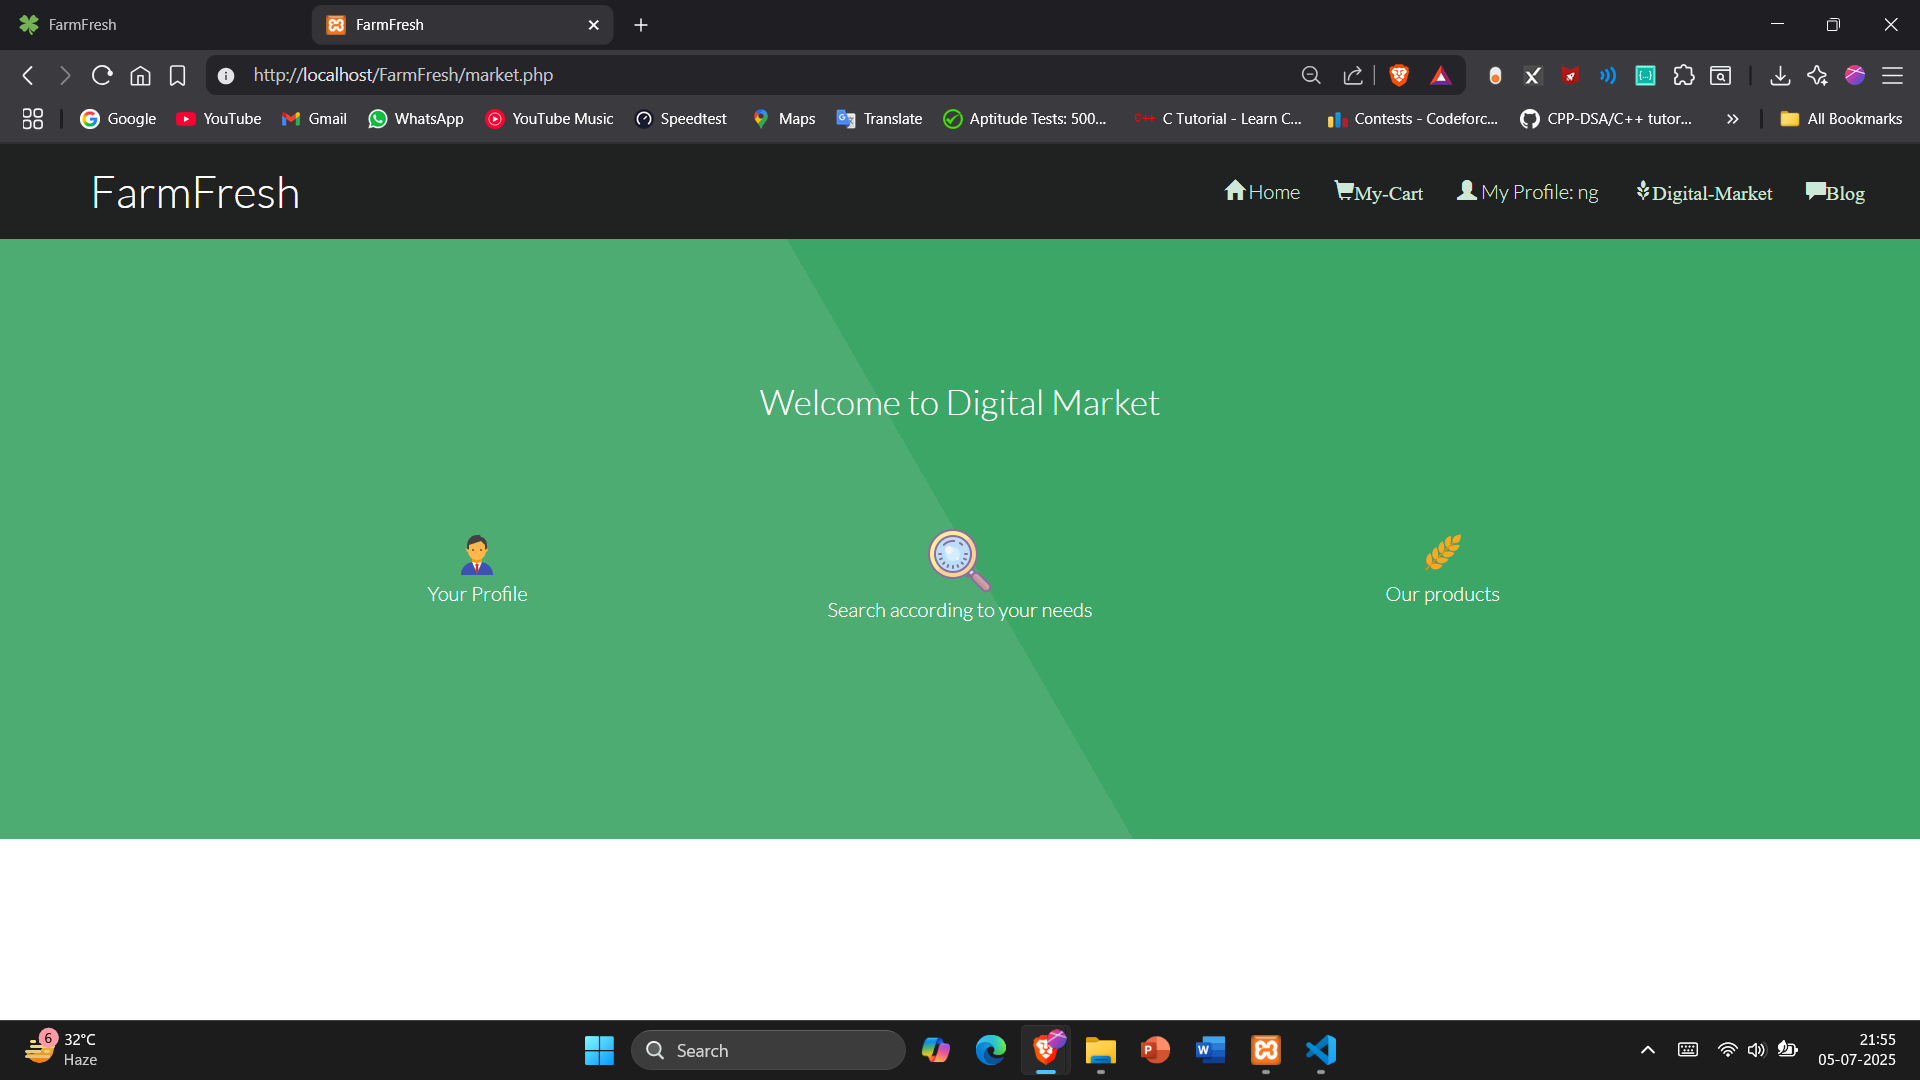 FarmFresh
FarmFresh
http://localhost/FarmFresh/market.php
Google YouTube Gmail WhatsApp YouTube Music Speedtest Maps Translate Aptitude Tests: 500... C++ C Tutorial - Learn C... Contests - Codeforc... CPP-DSA/C++ tutor... » All Bookmarks
FarmFresh
Home My-Cart My Profile: ng Digital-Market Blog
Welcome to Digital Market
Your Profile
Search according to your needs
Our products
6
32°C
Haze
Search
21:55
05-07-2025